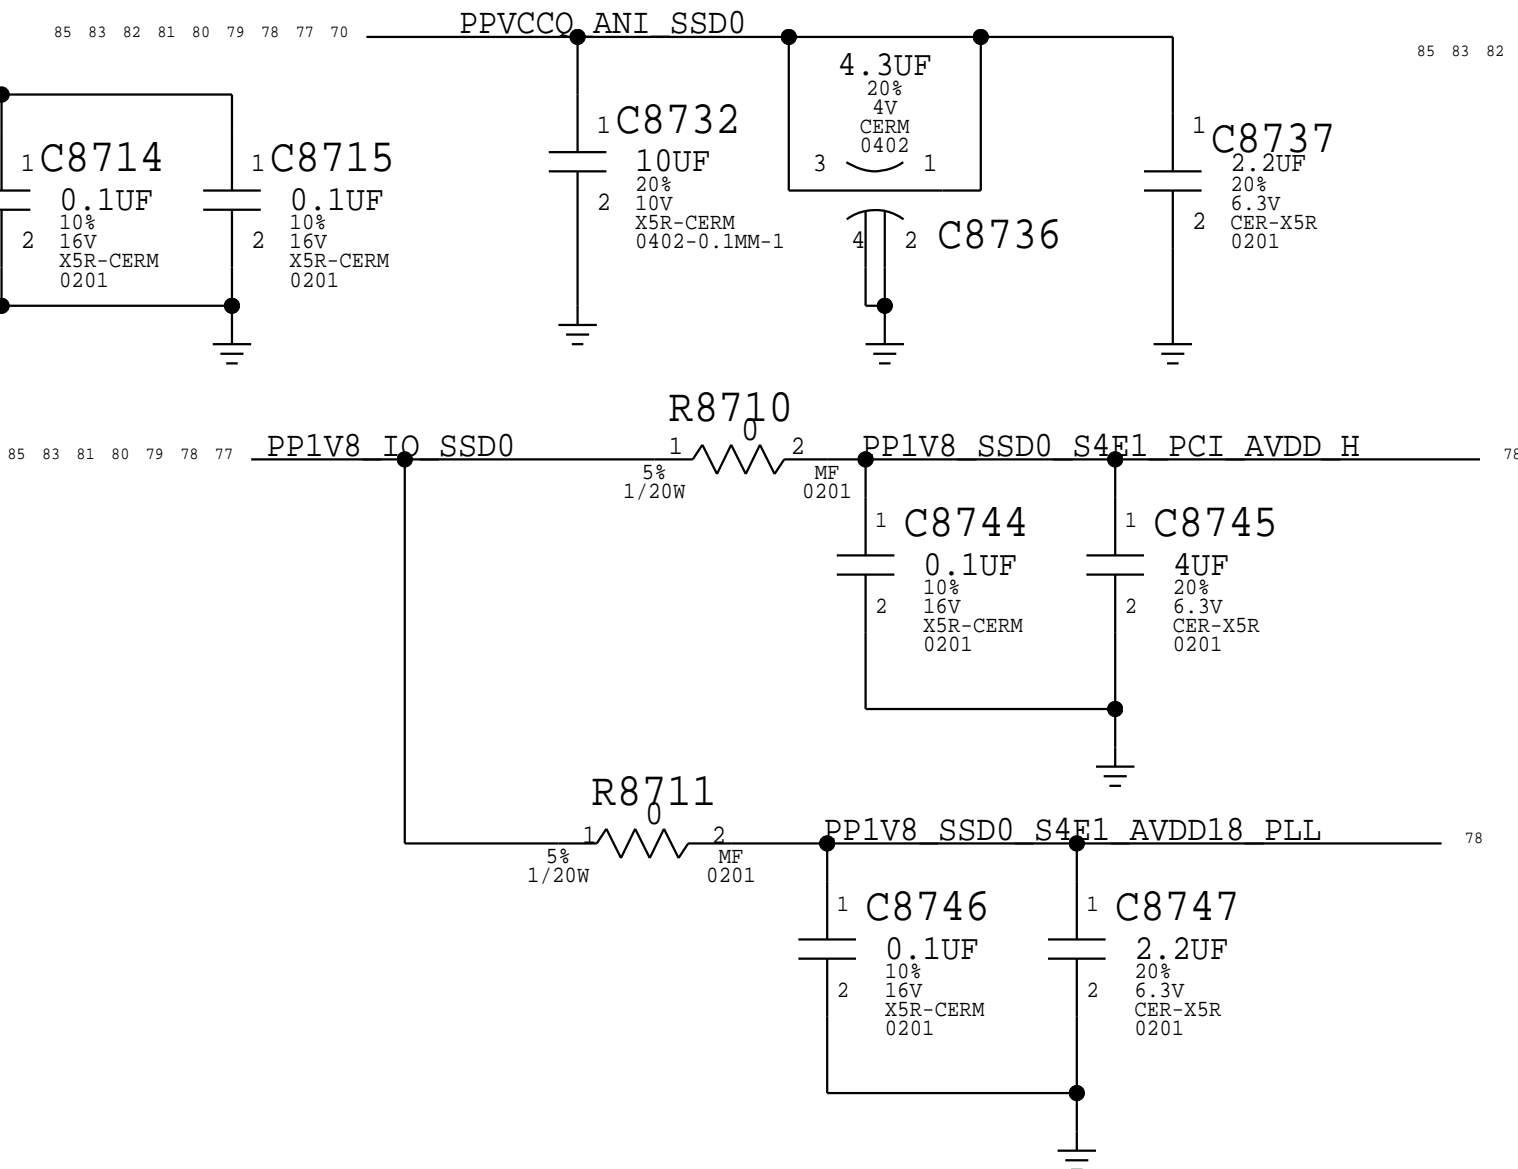 85 83 82 81 80 79 78 77 70
PPVCCQ_ANI_SSD0
85 83 82
4.3UF
20%
4V
CERM
0402
3 1
4 2
C8736
1
C8714
0.1UF
10%
16V
X5R-CERM
0201
2
1
C8715
0.1UF
10%
16V
X5R-CERM
0201
2
1
C8732
10UF
20%
10V
X5R-CERM
0402-0.1MM-1
2
1
C8737
2.2UF
20%
6.3V
CER-X5R
0201
2
85 83 81 80 79 78 77
PP1V8_IO_SSD0
R8710
0
1 2
5%
1/20W
MF
0201
PP1V8_SSD0_S4E1_PCI_AVDD_H
78
1
C8744
0.1UF
10%
16V
X5R-CERM
0201
2
1
C8745
4UF
20%
6.3V
CER-X5R
0201
2
R8711
0
1 2
5%
1/20W
MF
0201
PP1V8_SSD0_S4E1_AVDD18_PLL
78
1
C8746
0.1UF
10%
16V
X5R-CERM
0201
2
1
C8747
2.2UF
20%
6.3V
CER-X5R
0201
2